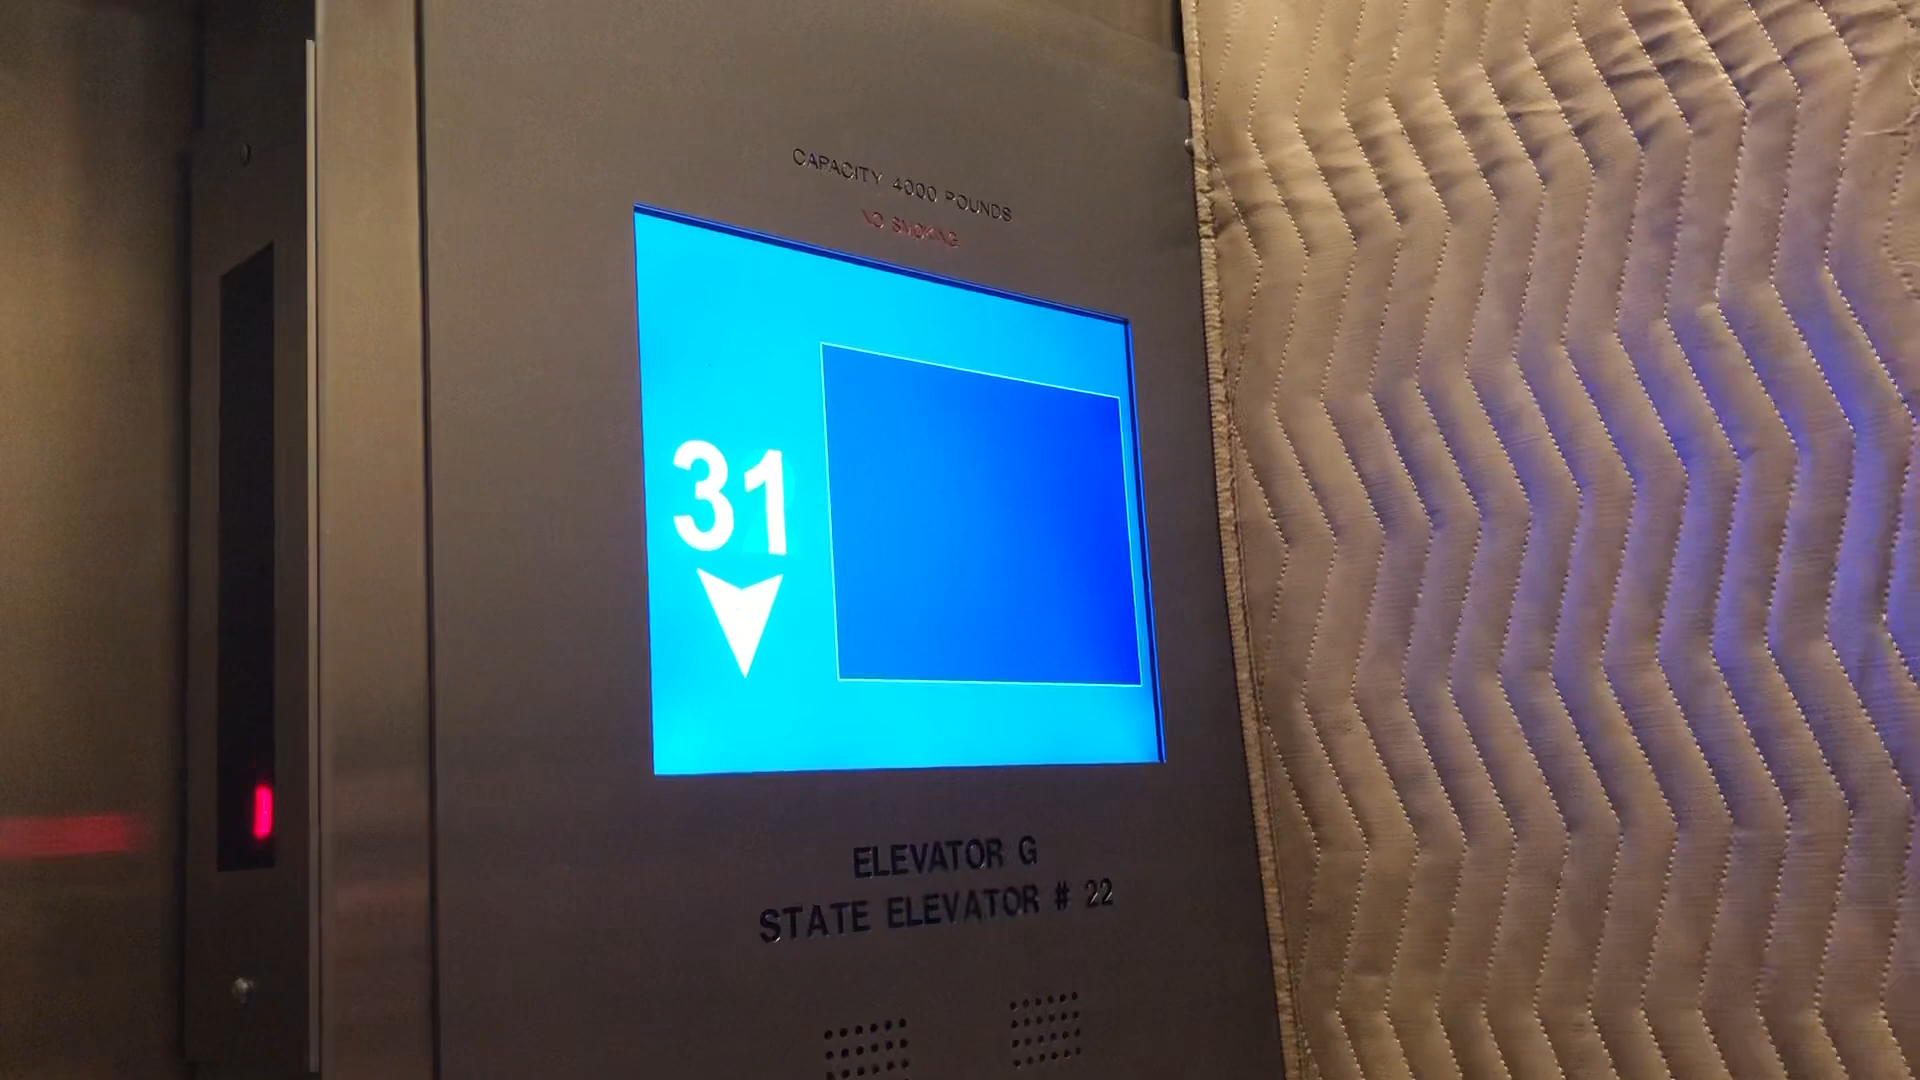 CAPACITY 4000 POUNDS
NO SMOKING
31
ELEVATOR G
STATE ELEVATOR # 22